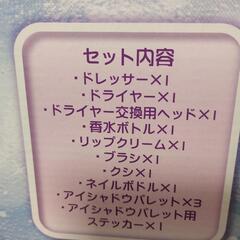 セット内容
・ドレッサー×1
・ドライヤー×1
・ドライヤー交換用ヘッド×1
・香水ボトル×1
・リップクリーム×1
・ブラシ×1
・クシ×1
・ネイルボトル×1
・アイシャドウパレット×3
・アイシャドウパレット用
ステッカー×1